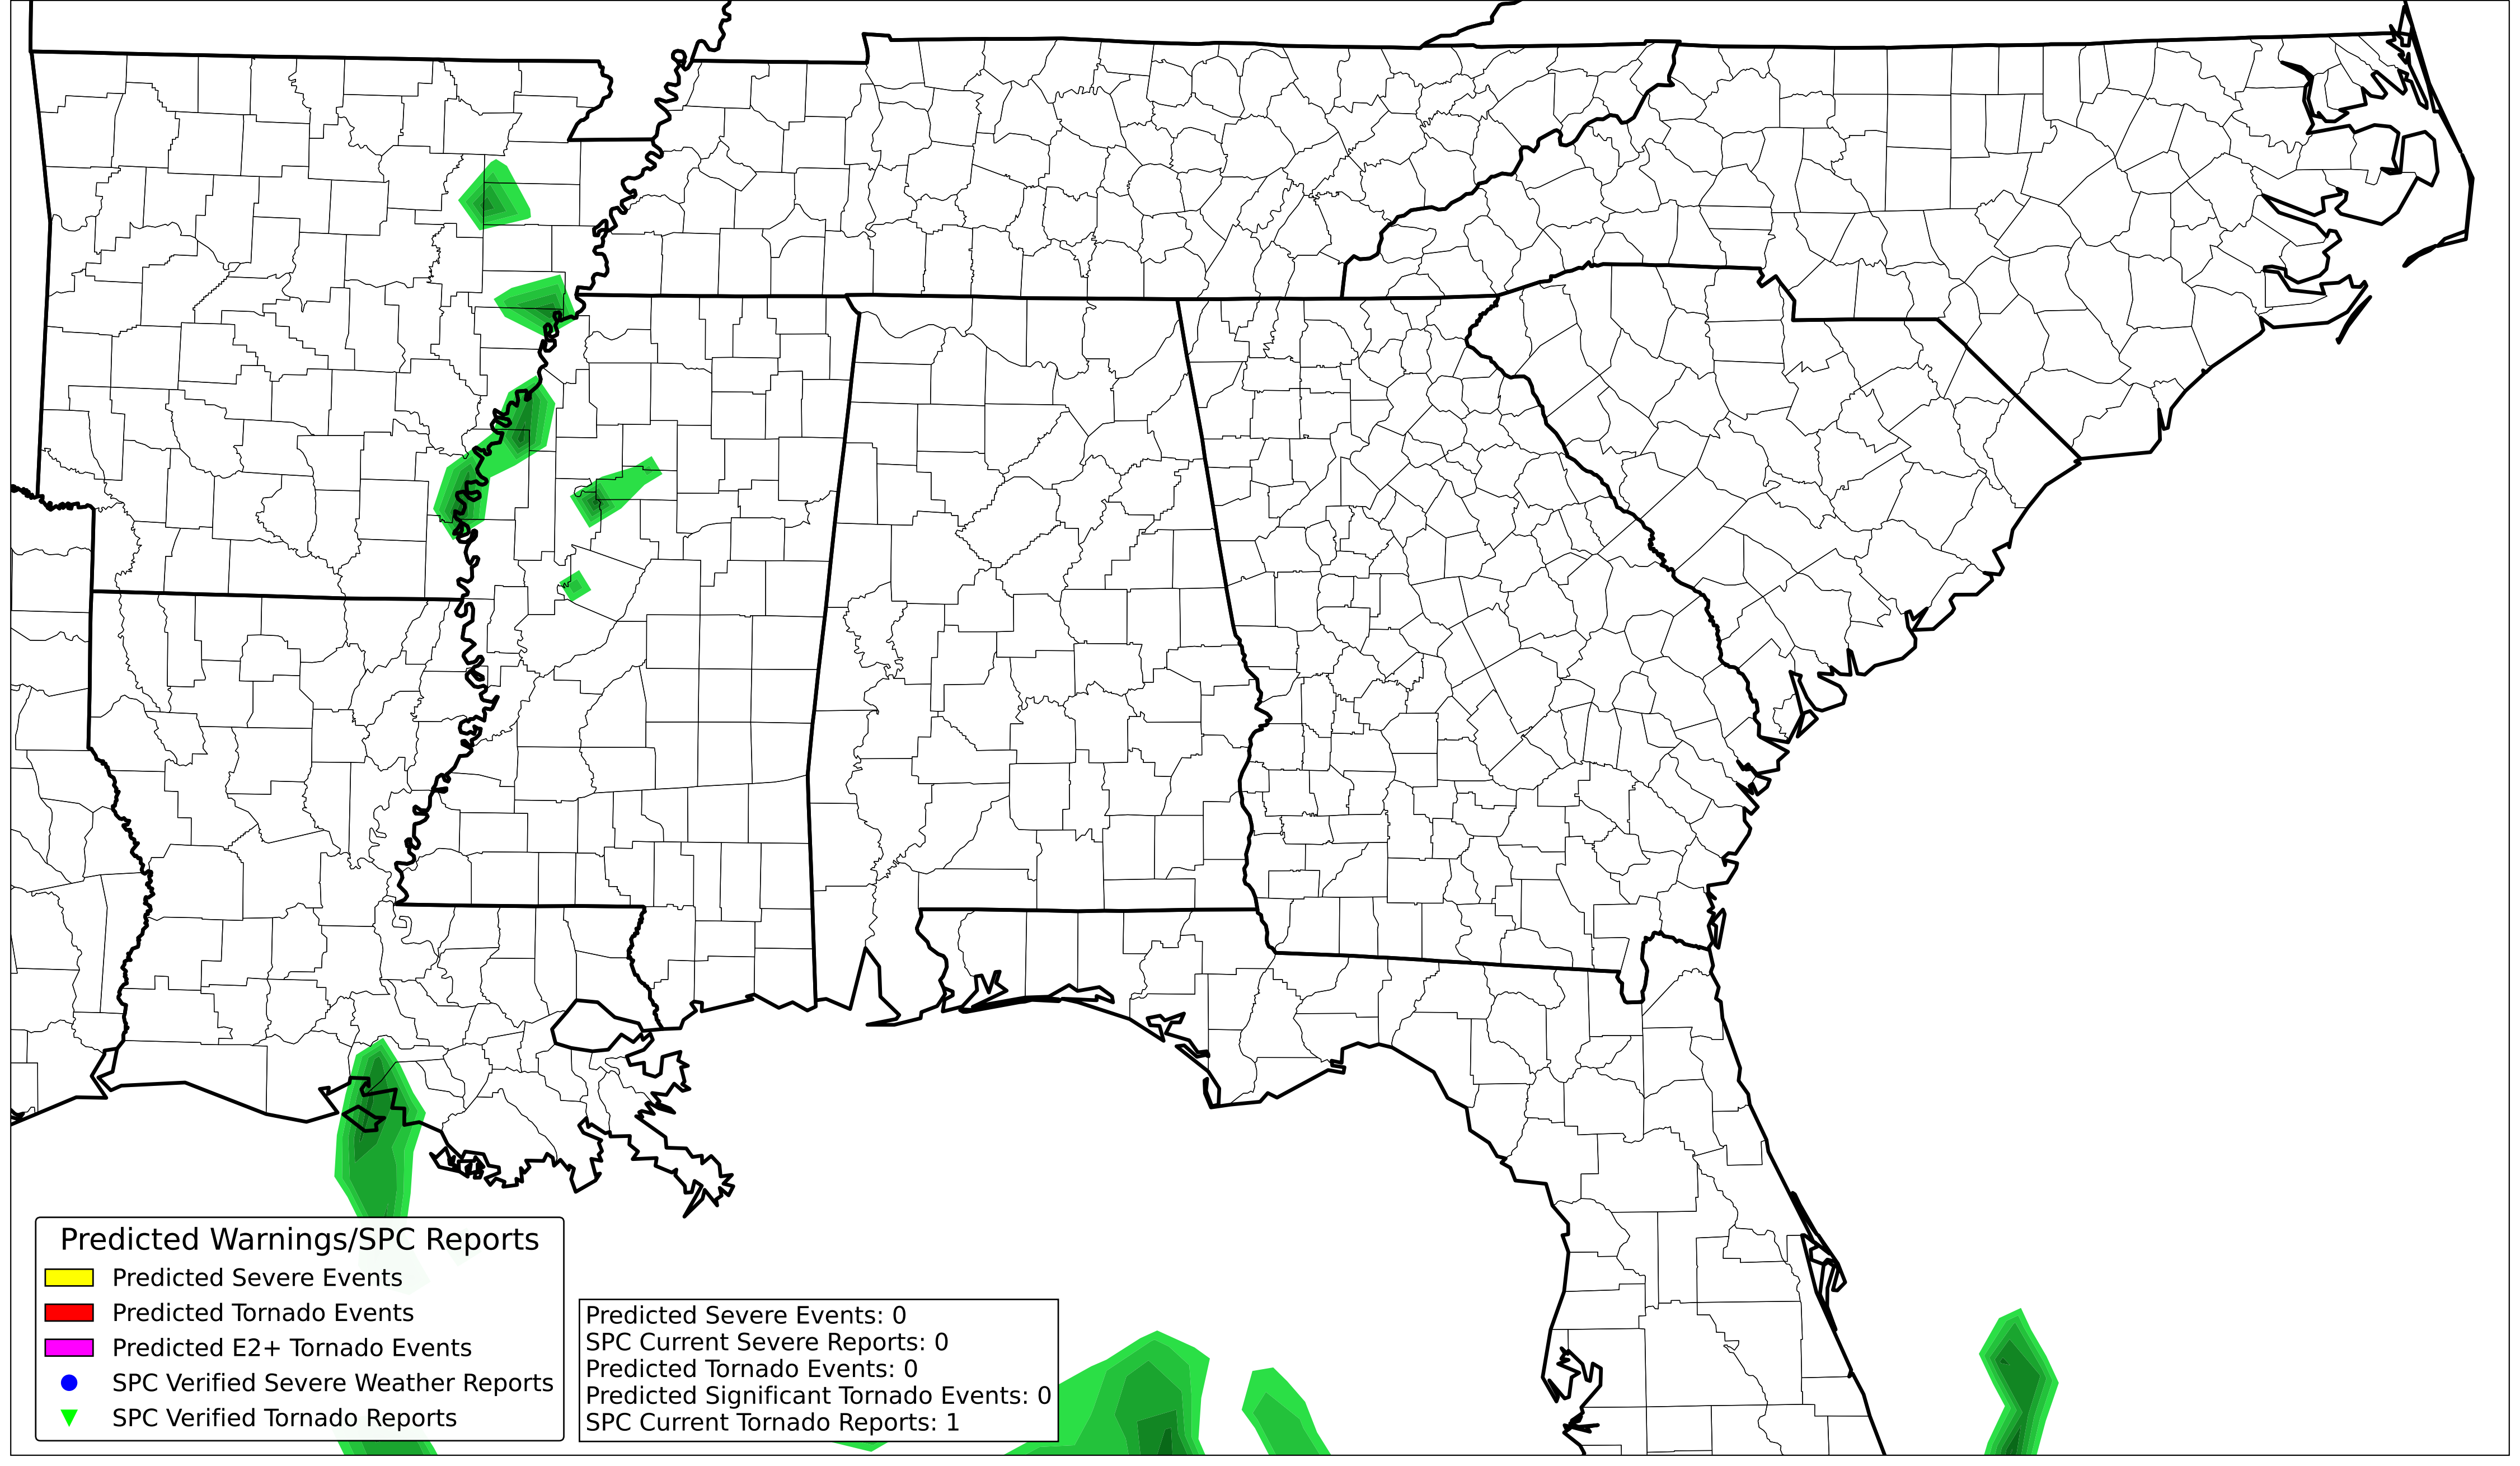 Predicted Warnings/SPC Reports
Predicted Severe Events
Predicted Tornado Events
Predicted E2+ Tornado Events
SPC Verified Severe Weather Reports
SPC Verified Tornado Reports
Predicted Severe Events: 0
SPC Current Severe Reports: 0
Predicted Tornado Events: 0
Predicted Significant Tornado Events: 0
SPC Current Tornado Reports: 1